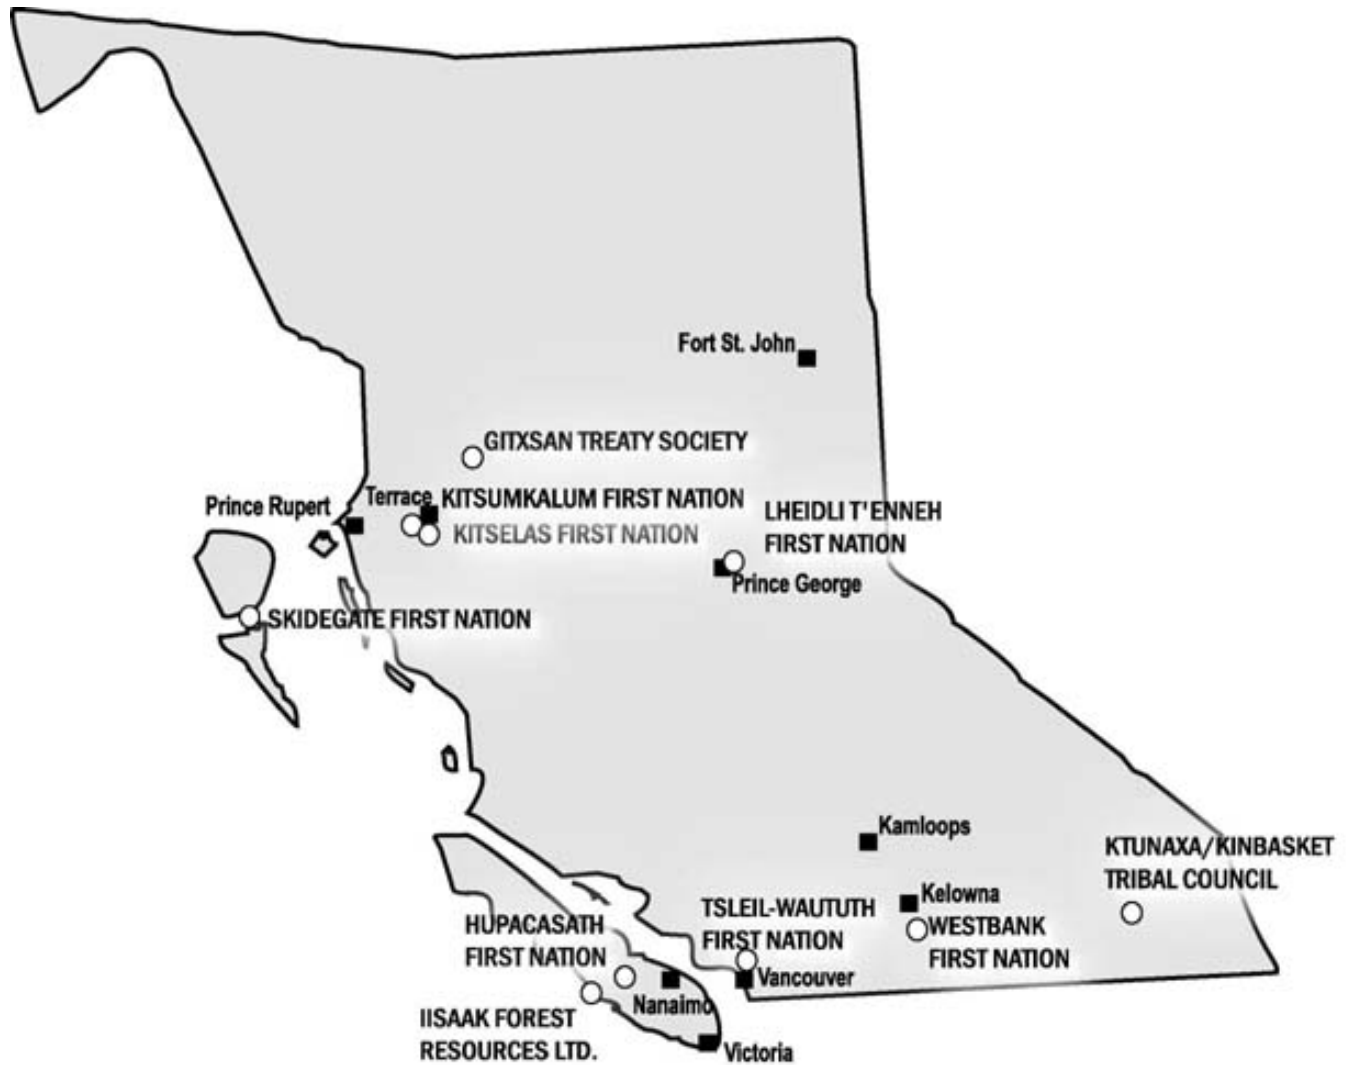 Fort St. John
GITXSAN TREATY SOCIETY
Prince Rupert
Terrace
KITSUMKALUM FIRST NATION
KITSELAS FIRST NATION
LHEIDLI T'ENNEH
FIRST NATION
Prince George
SKIDEGATE FIRST NATION
Kamloops
KTUNAXA/KINBASKET
TRIBAL COUNCIL
Kelowna
WESTBANK
FIRST NATION
TSLEIL-WAUTUTH
FIRST NATION
Vancouver
HUPACASATH
FIRST NATION
Nanaimo
IISAAK FOREST
RESOURCES LTD.
Victoria